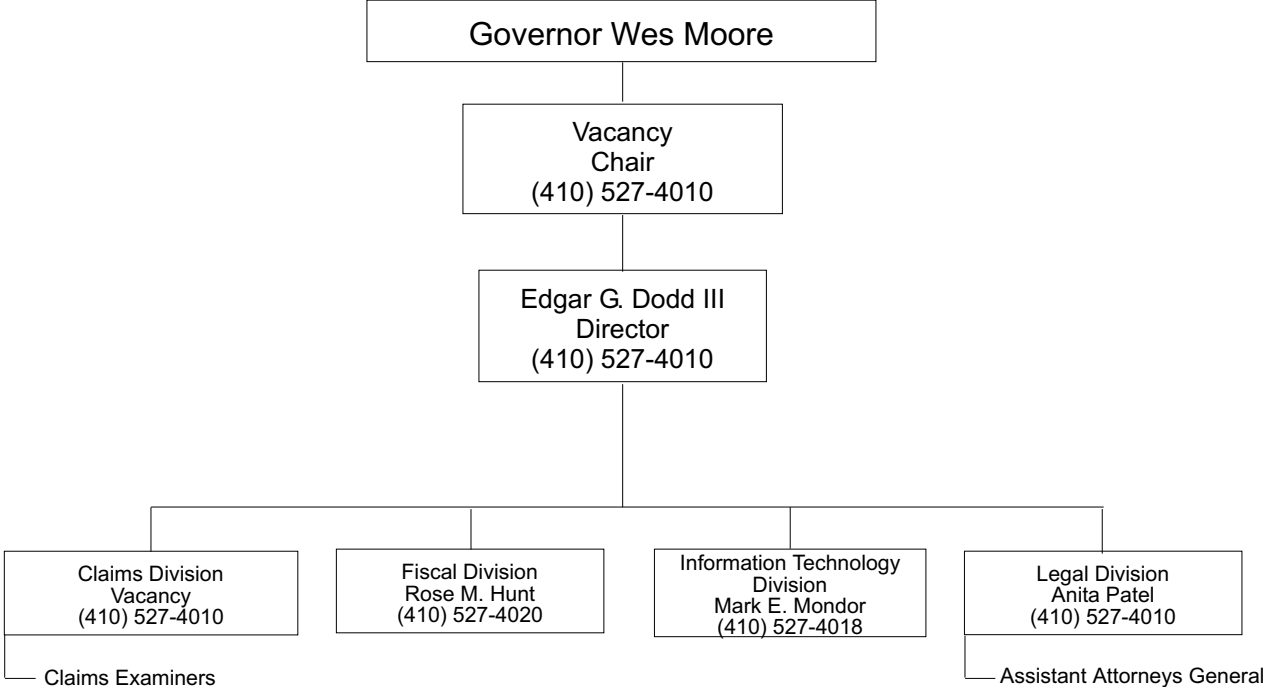 Governor Wes Moore
Vacancy
Chair
(410) 527-4010
Edgar G. Dodd III
Director
(410) 527-4010
Claims Division
Vacancy
(410) 527-4010
Fiscal Division
Rose M. Hunt
(410) 527-4020
Information Technology
Division
Mark E. Mondor
(410) 527-4018
Legal Division
Anita Patel
(410) 527-4010
Claims Examiners
Assistant Attorneys General